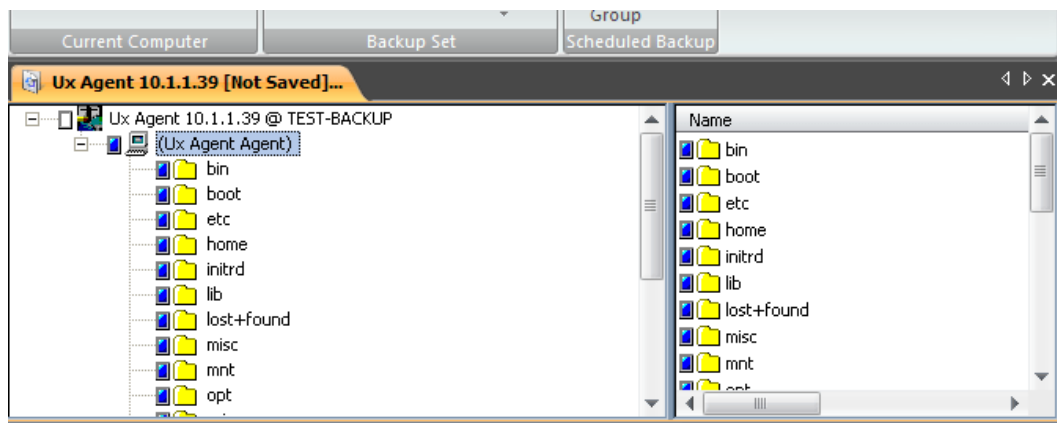 Group
Current Computer
Backup Set
Scheduled Backup
Ux Agent 10.1.1.39 [Not Saved]...
Ux Agent 10.1.1.39 @ TEST-BACKUP
(Ux Agent Agent)
bin
boot
etc
home
initrd
lib
lost+found
misc
mnt
opt
Name
bin
boot
etc
home
initrd
lib
lost+found
misc
mnt
opt